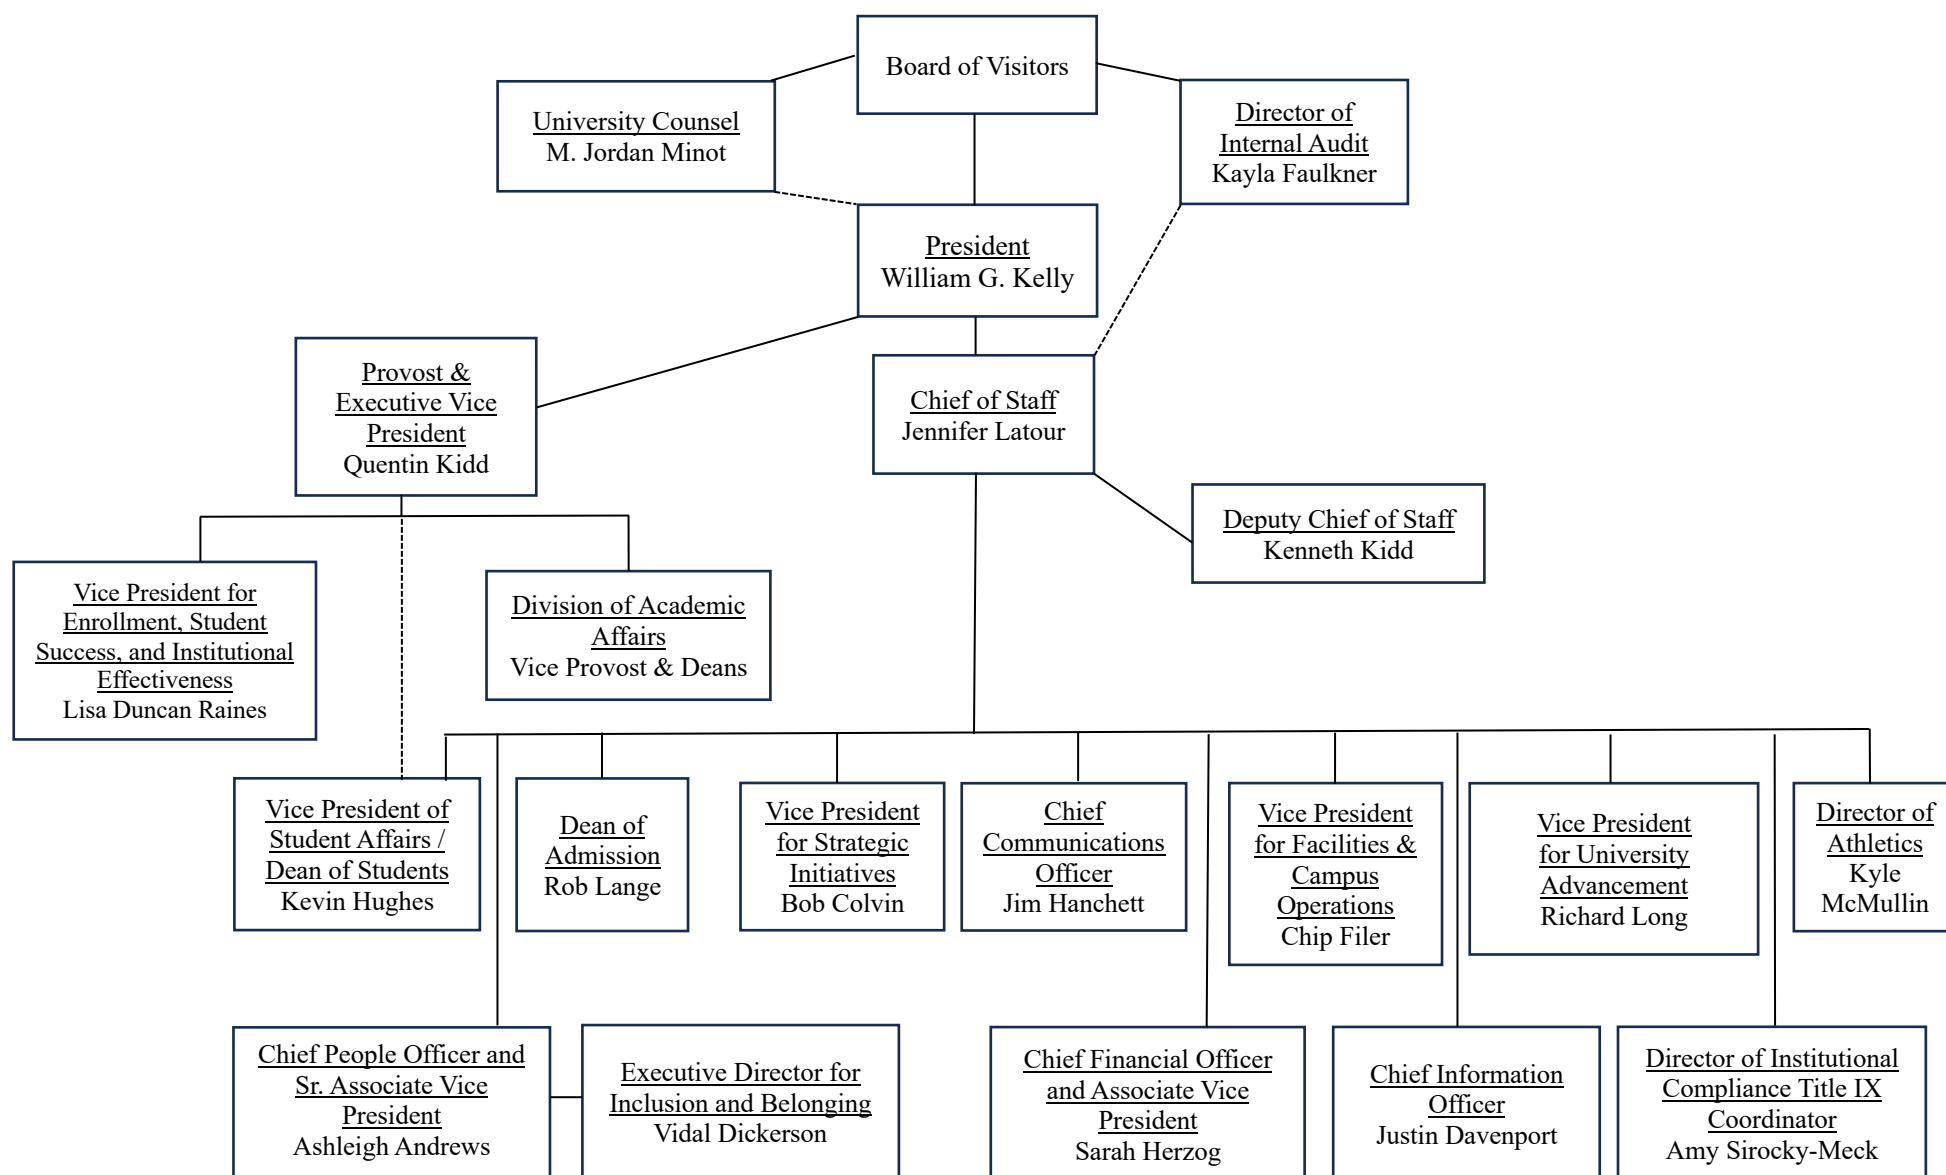 Board of Visitors
University Counsel
M. Jordan Minot
Director of
Internal Audit
Kayla Faulkner
President
William G. Kelly
Provost &
Executive Vice
President
Quentin Kidd
Chief of Staff
Jennifer Latour
Deputy Chief of Staff
Kenneth Kidd
Vice President for
Enrollment, Student
Success, and Institutional
Effectiveness
Lisa Duncan Raines
Division of Academic
Affairs
Vice Provost & Deans
Vice President of
Student Affairs /
Dean of Students
Kevin Hughes
Dean of
Admission
Rob Lange
Vice President
for Strategic
Initiatives
Bob Colvin
Chief
Communications
Officer
Jim Hanchett
Vice President
for Facilities &
Campus
Operations
Chip Filer
Vice President
for University
Advancement
Richard Long
Director of
Athletics
Kyle
McMullin
Chief People Officer and
Sr. Associate Vice
President
Ashleigh Andrews
Executive Director for
Inclusion and Belonging
Vidal Dickerson
Chief Financial Officer
and Associate Vice
President
Sarah Herzog
Chief Information
Officer
Justin Davenport
Director of Institutional
Compliance Title IX
Coordinator
Amy Sirocky-Meck